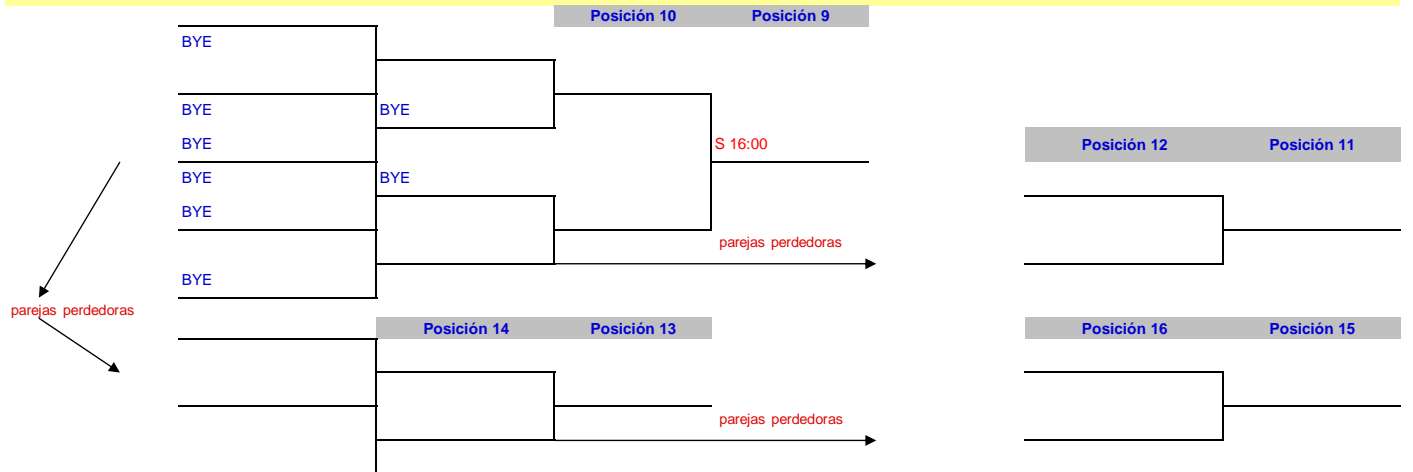 Posición 10 Posición 9
BYE
BYE BYE
BYE S 16:00 Posición 12 Posición 11
BYE BYE
BYE
parejas perdedoras
BYE
parejas perdedoras
Posición 14 Posición 13 Posición 16 Posición 15
parejas perdedoras